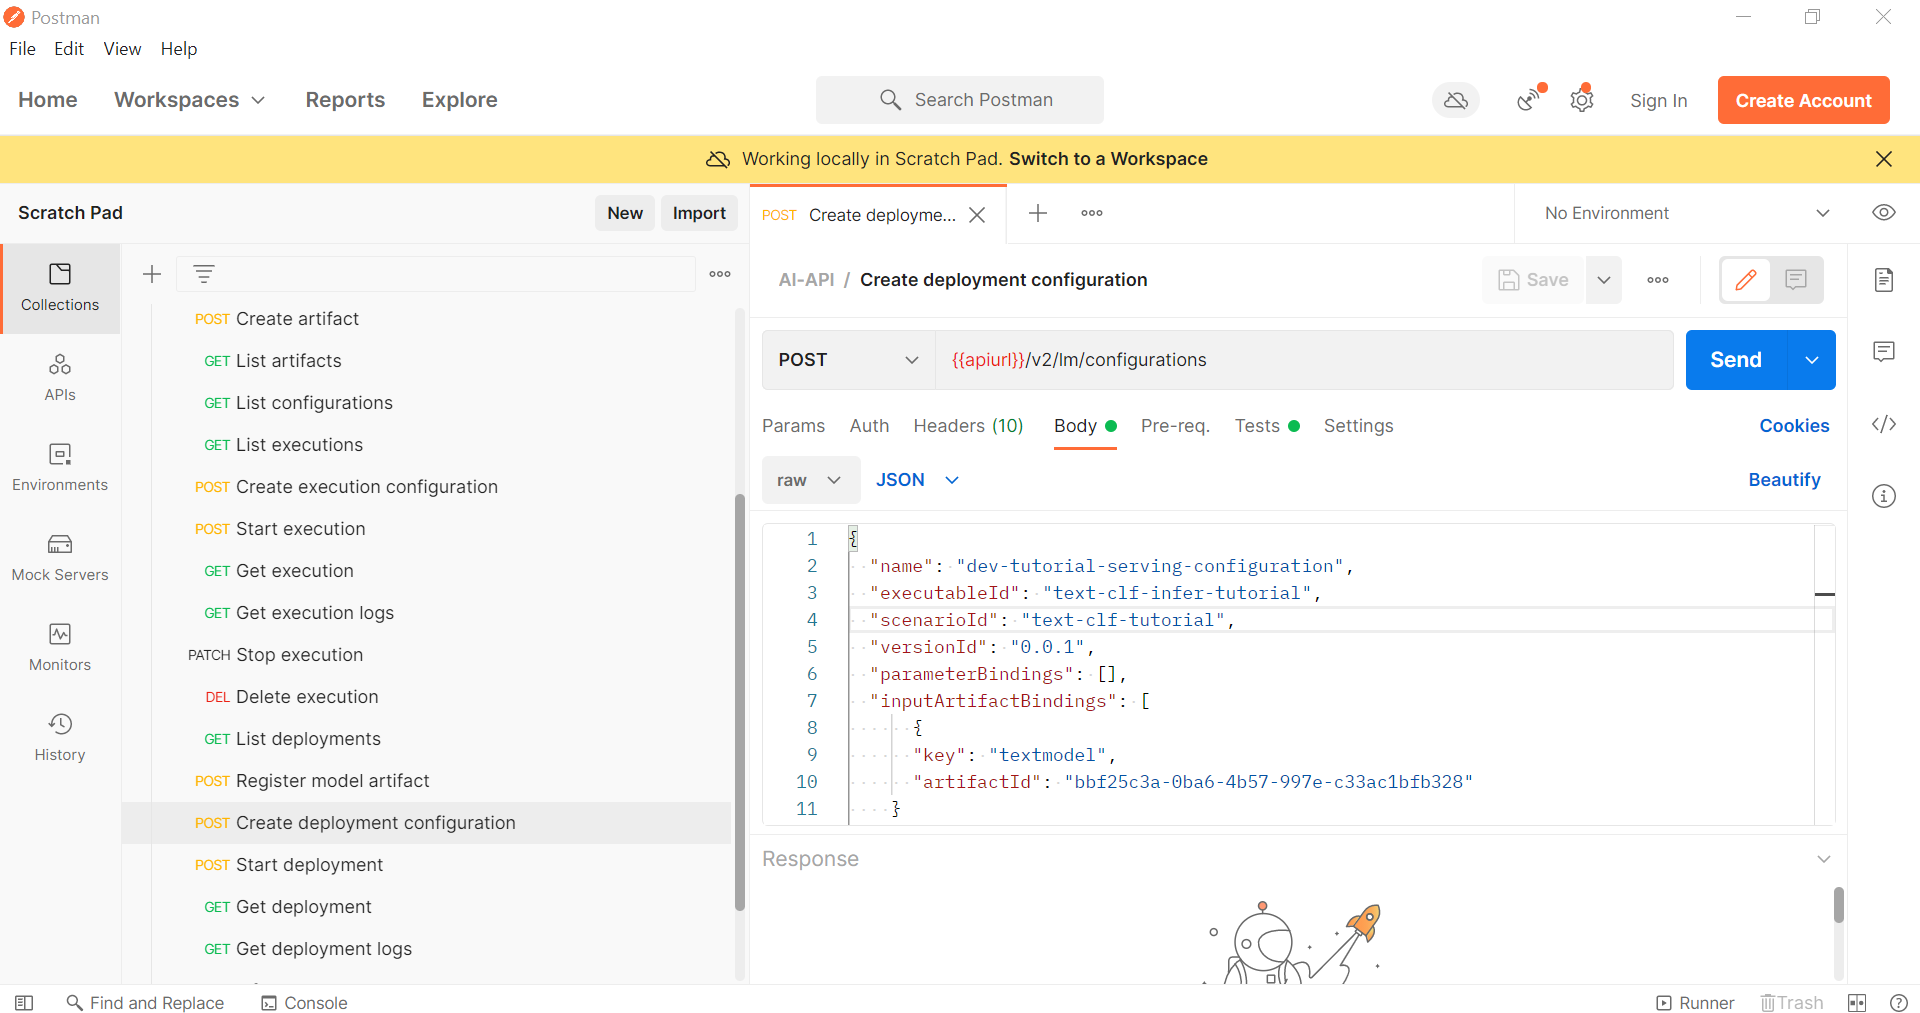 Postman
File Edit View Help
Home Workspaces Reports Explore
Search Postman
Sign In
Create Account
Working locally in Scratch Pad. Switch to a Workspace
Scratch Pad
New Import
POST Create deployme...
No Environment
Collections
APIs
Environments
Mock Servers
Monitors
History
POST Create artifact
GET List artifacts
GET List configurations
GET List executions
POST Create execution configuration
POST Start execution
GET Get execution
GET Get execution logs
PATCH Stop execution
DEL Delete execution
GET List deployments
POST Register model artifact
POST Create deployment configuration
POST Start deployment
GET Get deployment
GET Get deployment logs
AI-API / Create deployment configuration
Save
POST {{apiurl}}/v2/lm/configurations
Send
Params Auth Headers (10) Body Pre-req. Tests Settings
Cookies
raw JSON
Beautify
1 {
2 "name": "dev-tutorial-serving-configuration",
3 "executableId": "text-clf-infer-tutorial",
4 "scenarioId": "text-clf-tutorial",
5 "versionId": "0.0.1",
6 "parameterBindings": [],
7 "inputArtifactBindings": [
8 {
9 "key": "textmodel",
10 "artifactId": "bbf25c3a-0ba6-4b57-997e-c33ac1bfb328"
11 }
Response
Find and Replace Console
Runner Trash